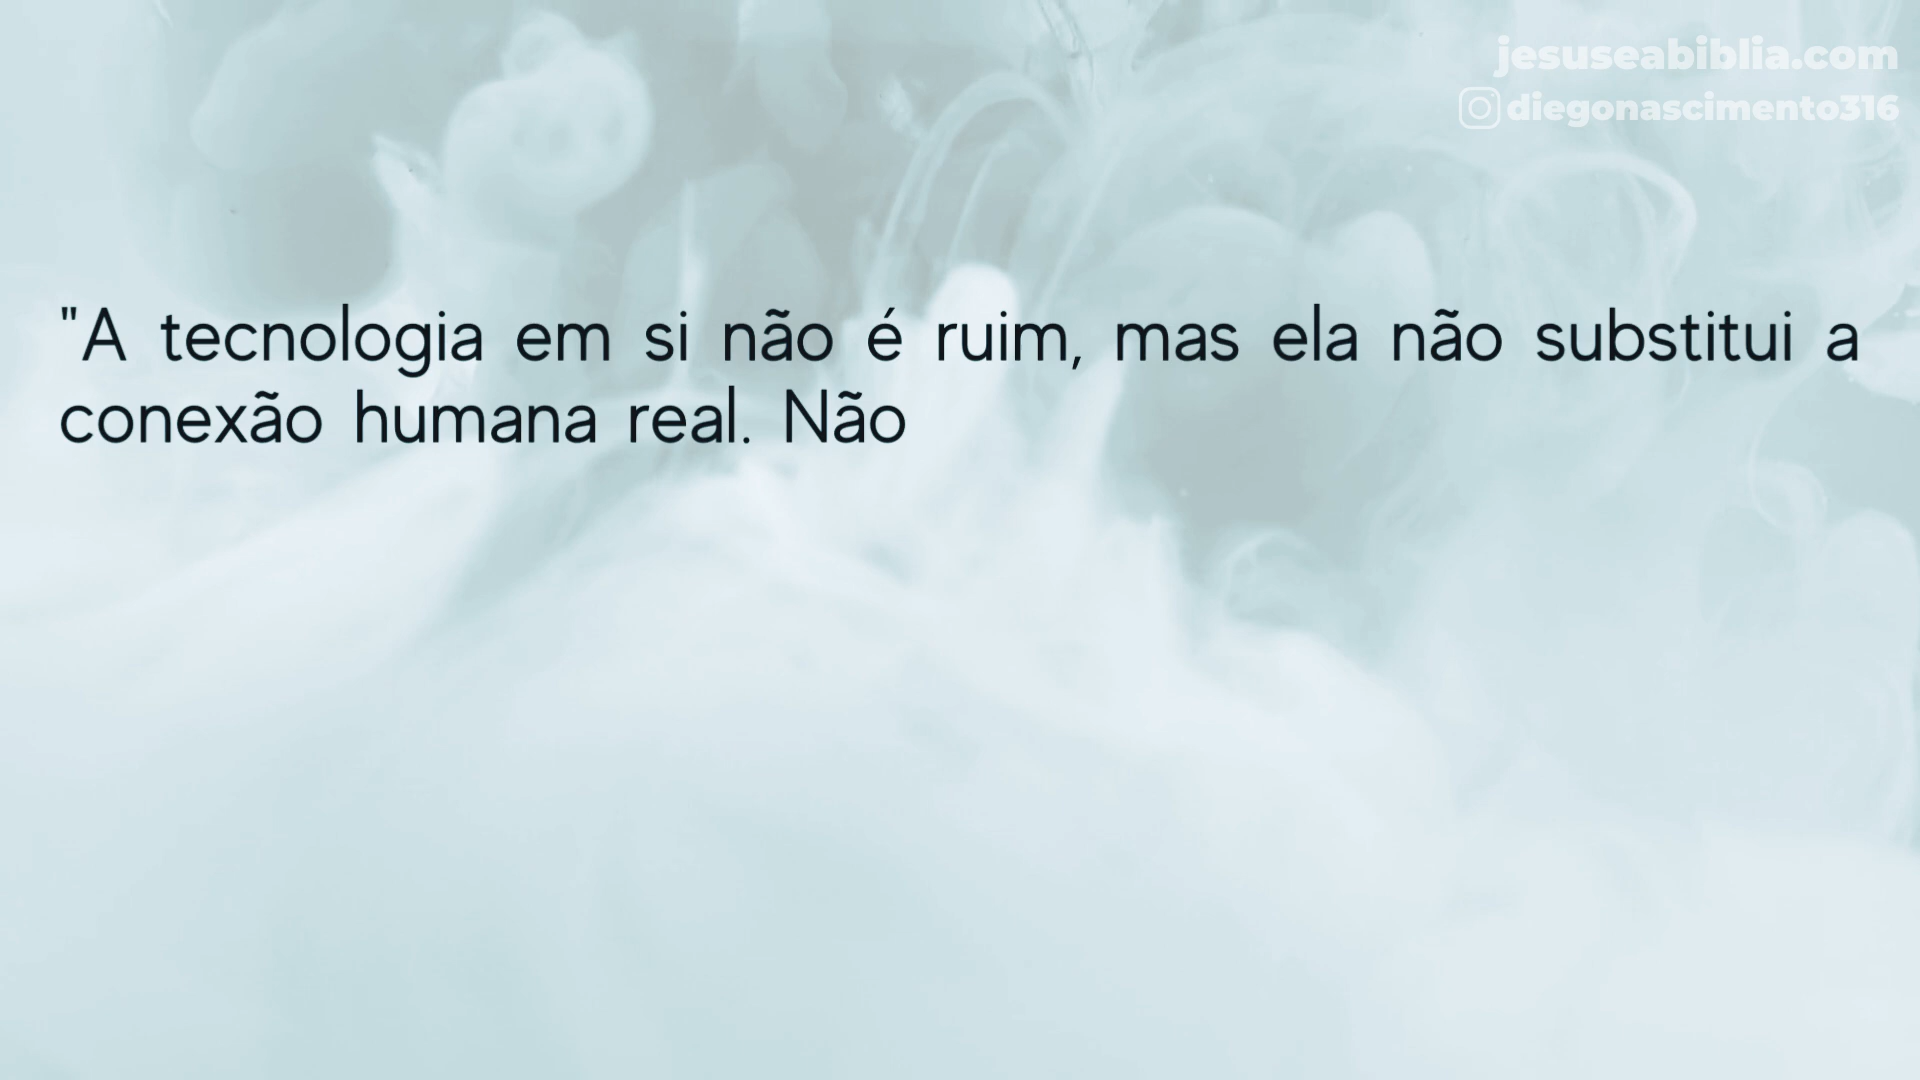 jesuseabiblia.com
diegonascimento316
"A tecnologia em si não é ruim, mas ela não substitui a
conexão humana real. Não